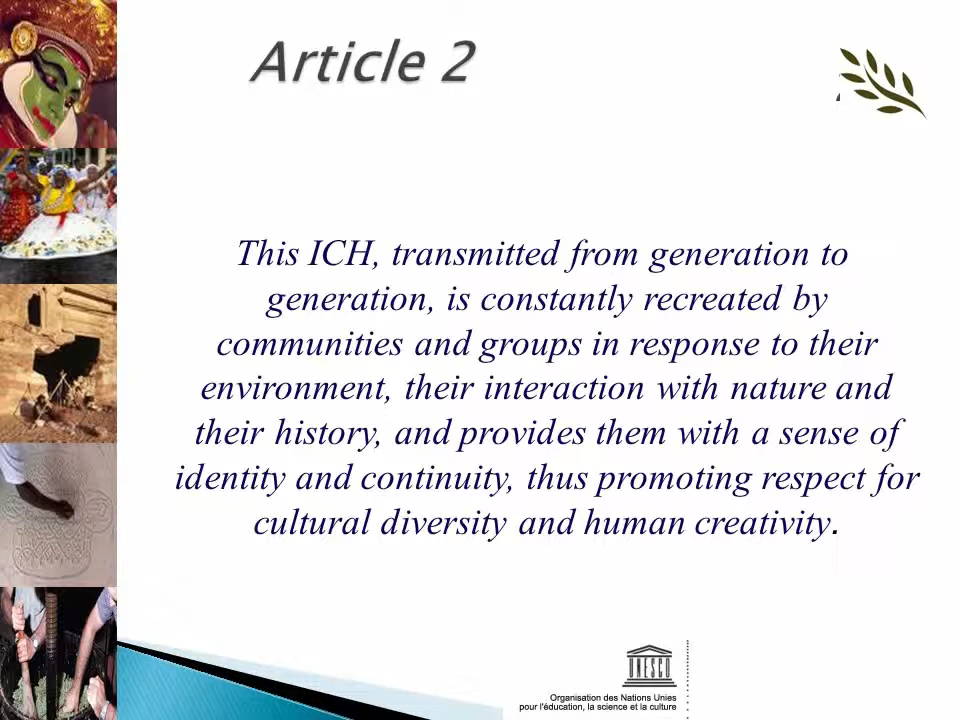 Article 2
This ICH, transmitted from generation to
generation, is constantly recreated by
communities and groups in response to their
environment, their interaction with nature and
their history, and provides them with a sense of
identity and continuity, thus promoting respect for
cultural diversity and human creativity.
UNESCO
Organisation des Nations Unies
pour l'éducation, la science et la culture